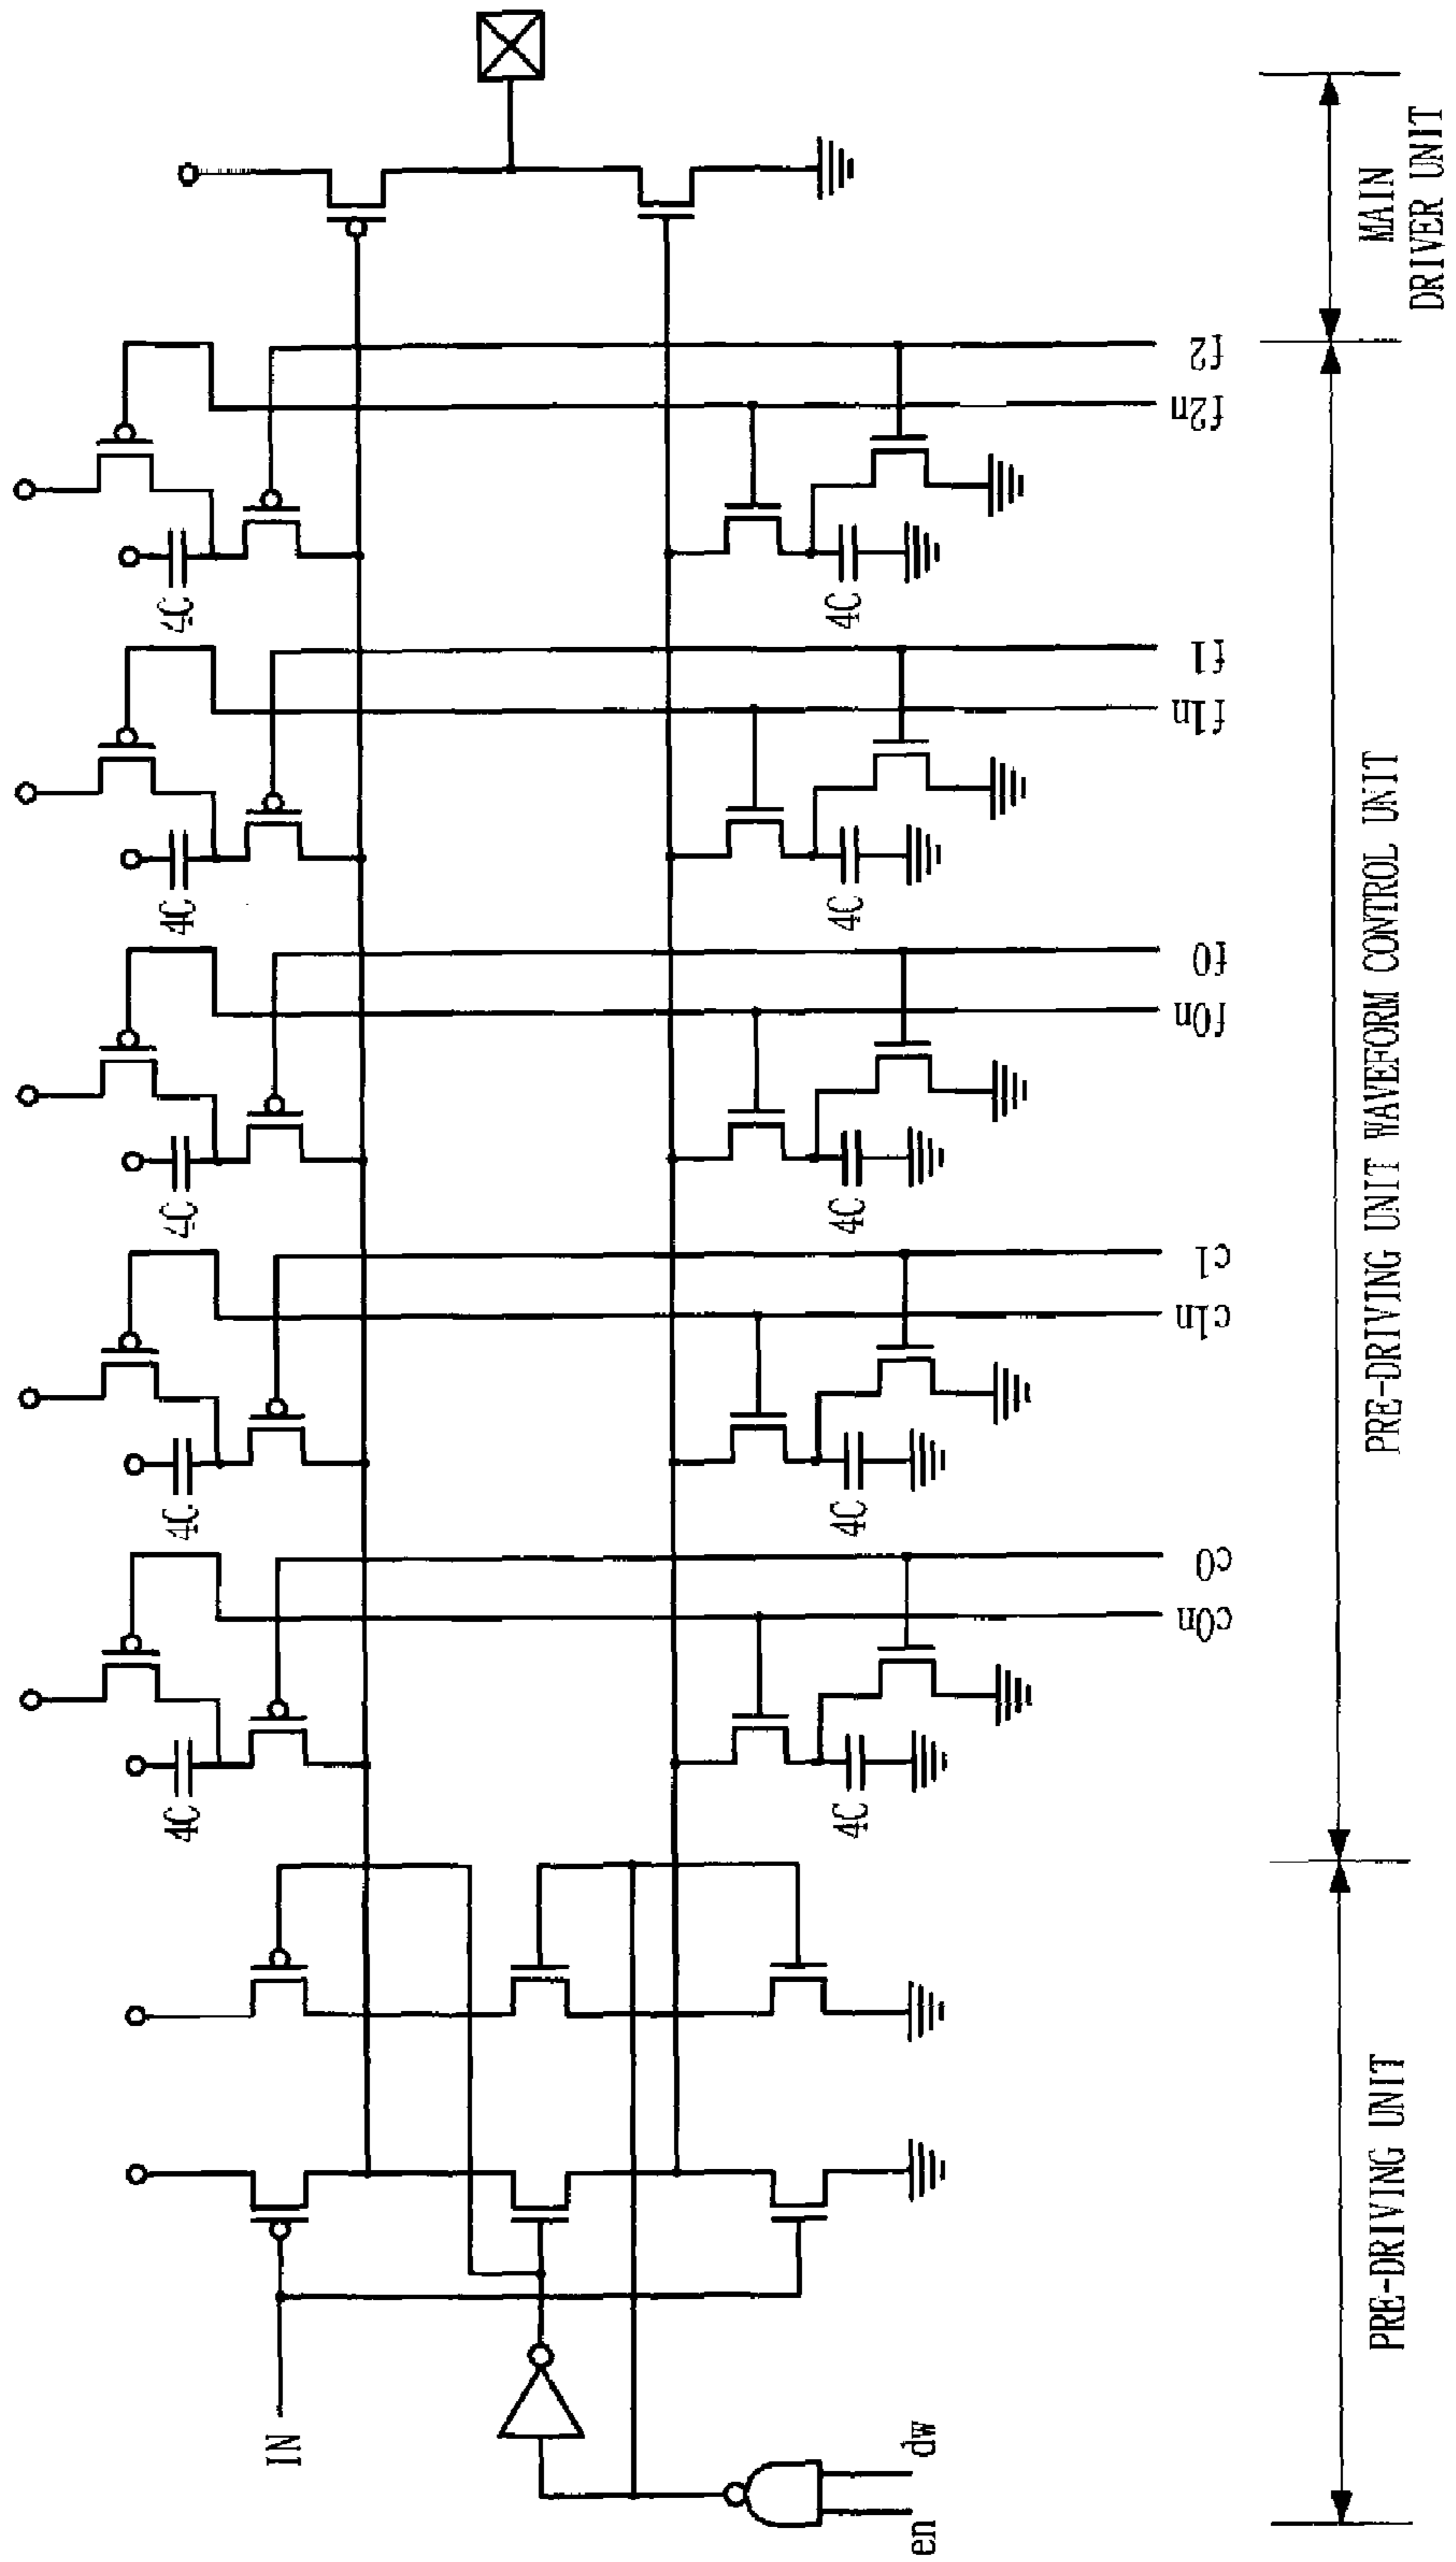 4C
4C
4C
4C
4C
4C
4C
4C
4C
4C
c0n
c0
c1n
c1
f0n
f0
f1n
f1
f2n
f2
IN
en
dw
PRE-DRIVING UNIT
PRE-DRIVING UNIT WAVEFORM CONTROL UNIT
MAIN
DRIVER UNIT